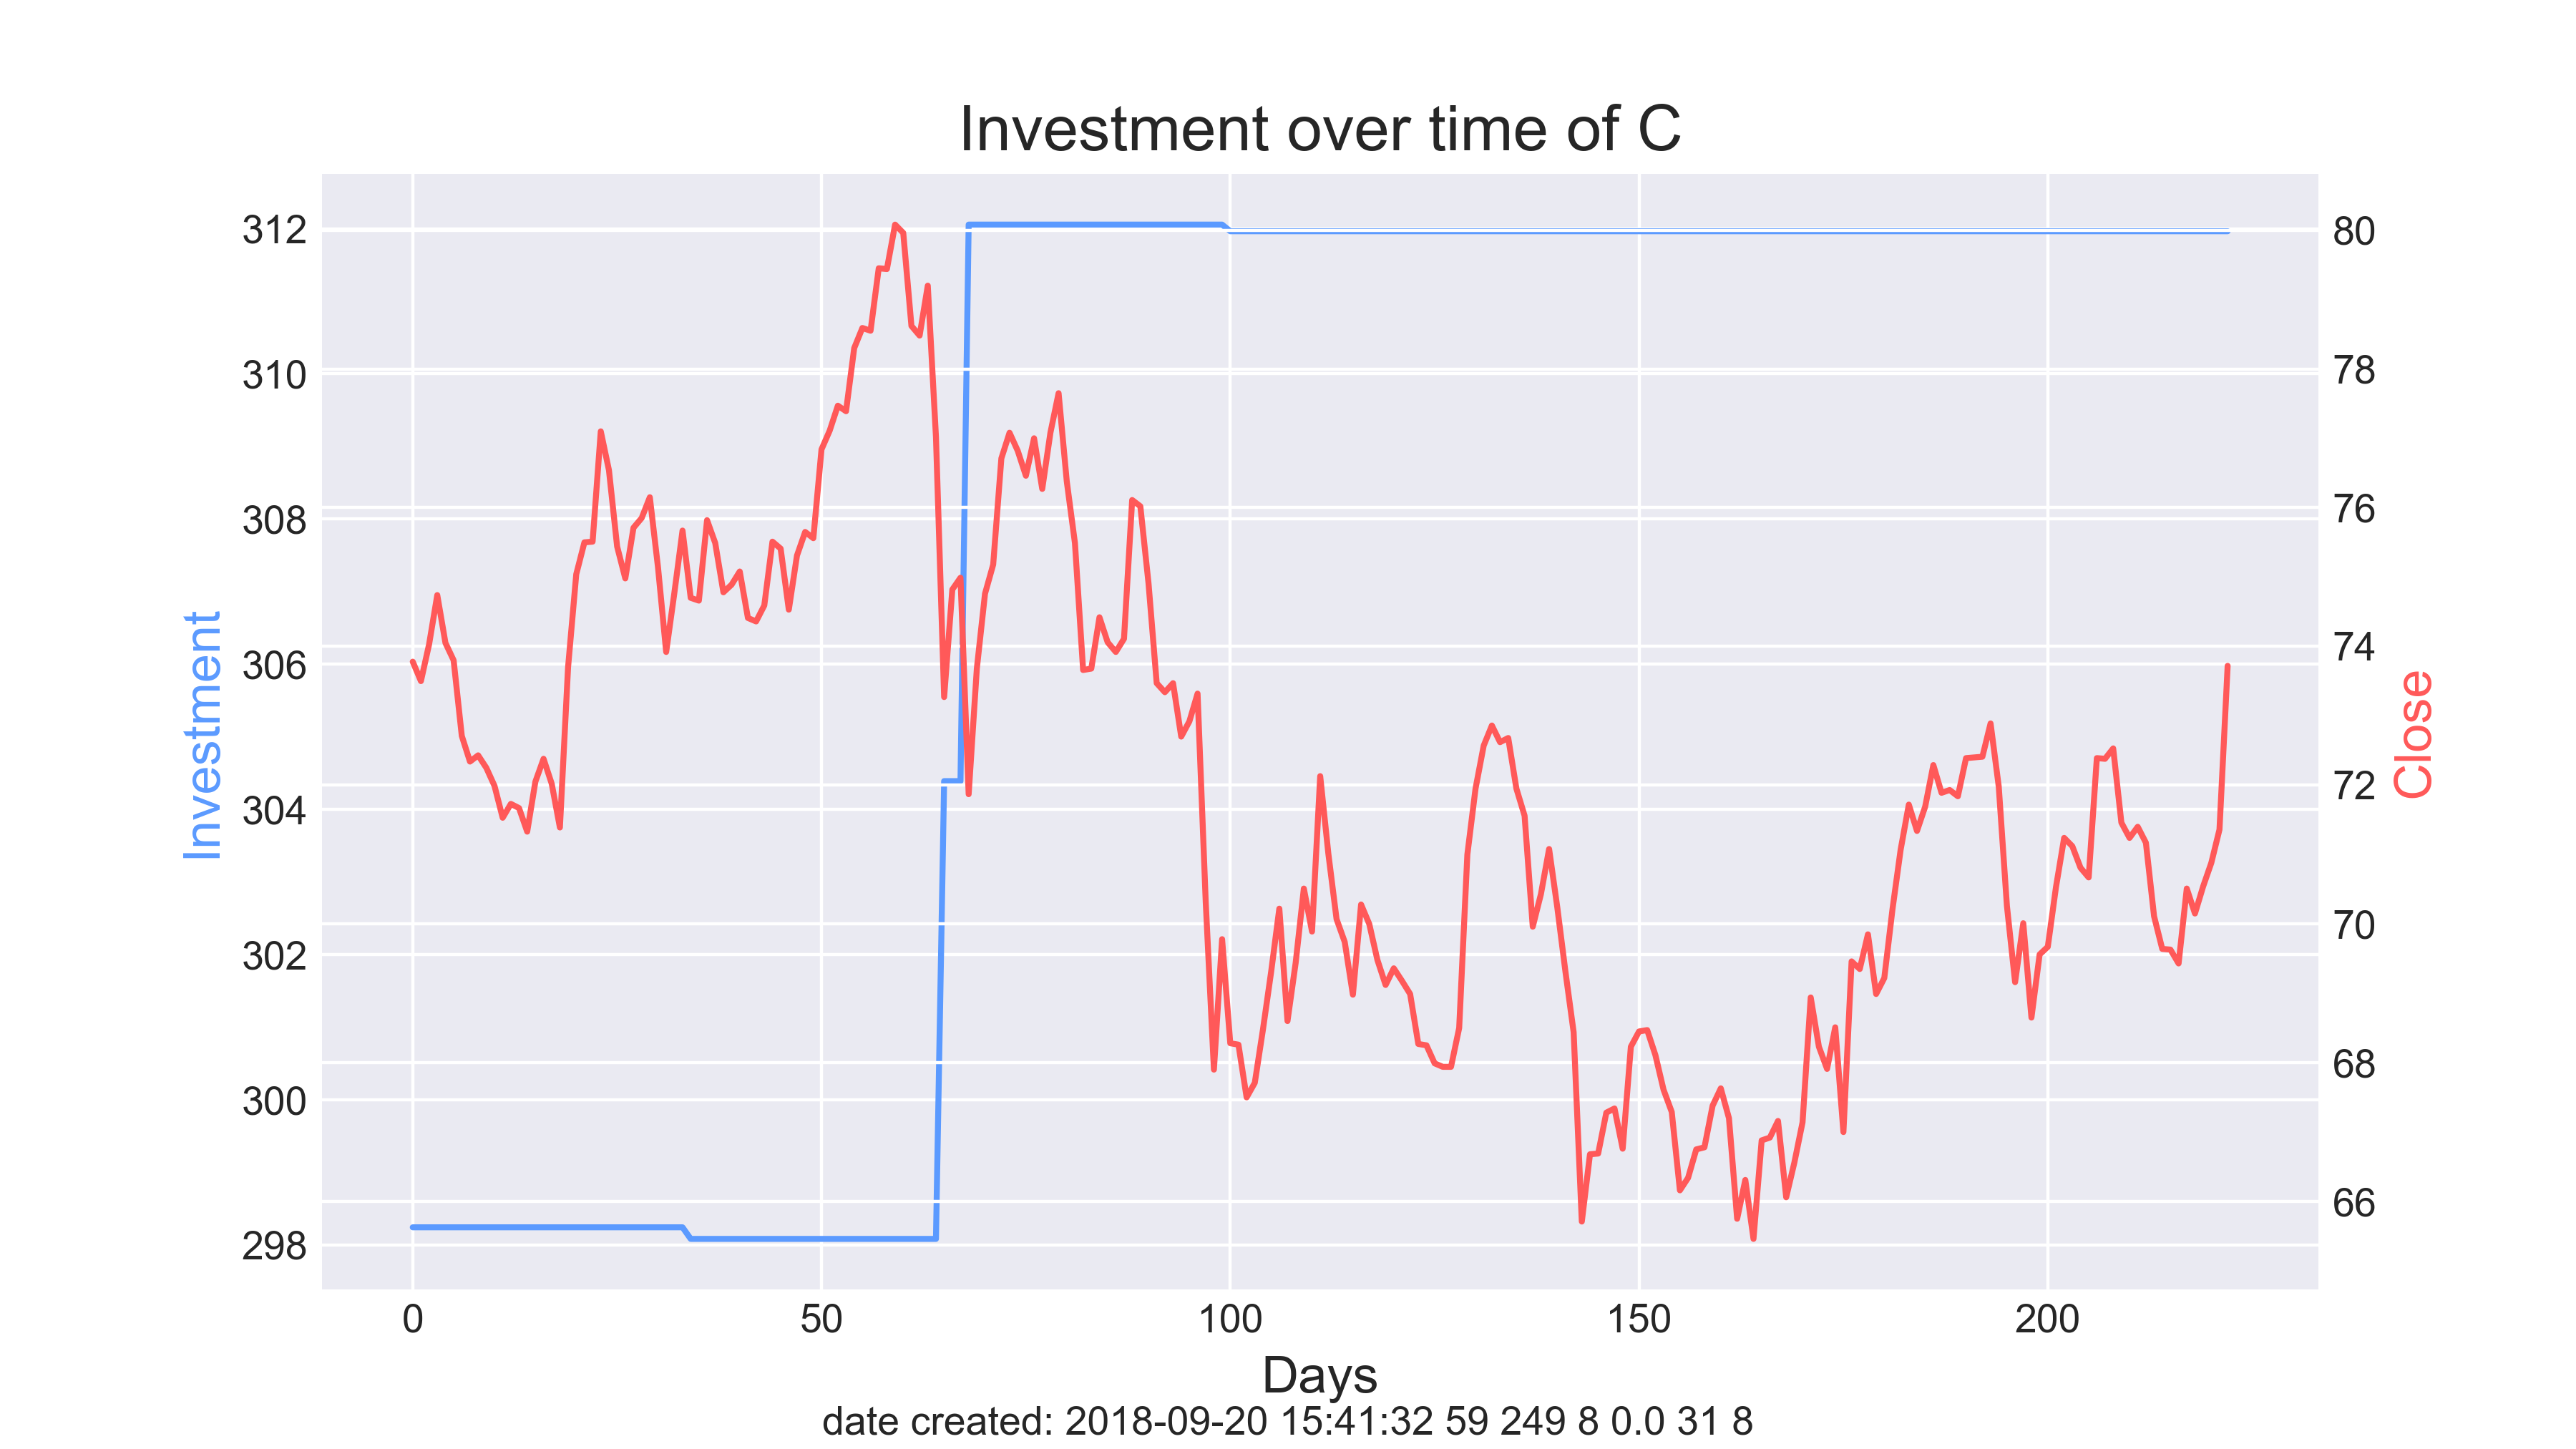 Investment over time of C
312
310
308
306
304
302
300
298
Investment
80
78
76
74
72
70
68
66
Close
0 50 100 150 200
Days
date created: 2018-09-20 15:41:32 59 249 8 0.0 31 8